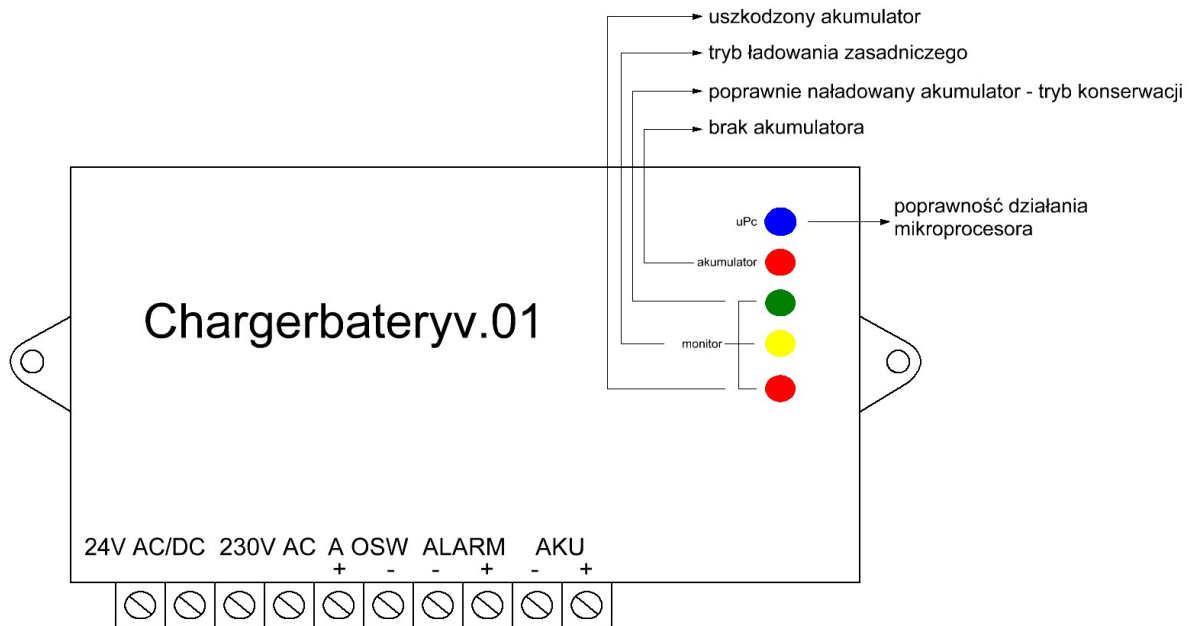 uszkodzony akumulator
tryb ładowania zasadniczego
poprawnie naładowany akumulator - tryb konserwacji
brak akumulatora
uPc
poprawność działania
mikroprocesora
akumulator
Chargerbateryv.01
monitor
24V AC/DC 230V AC A OSW ALARM AKU
+ - - + - +